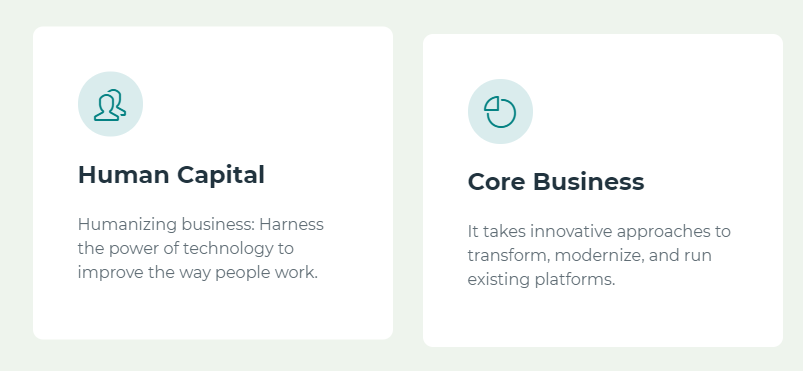 Human Capital
Humanizing business: Harness
the power of technology to
improve the way people work.
Core Business
It takes innovative approaches to
transform, modernize, and run
existing platforms.